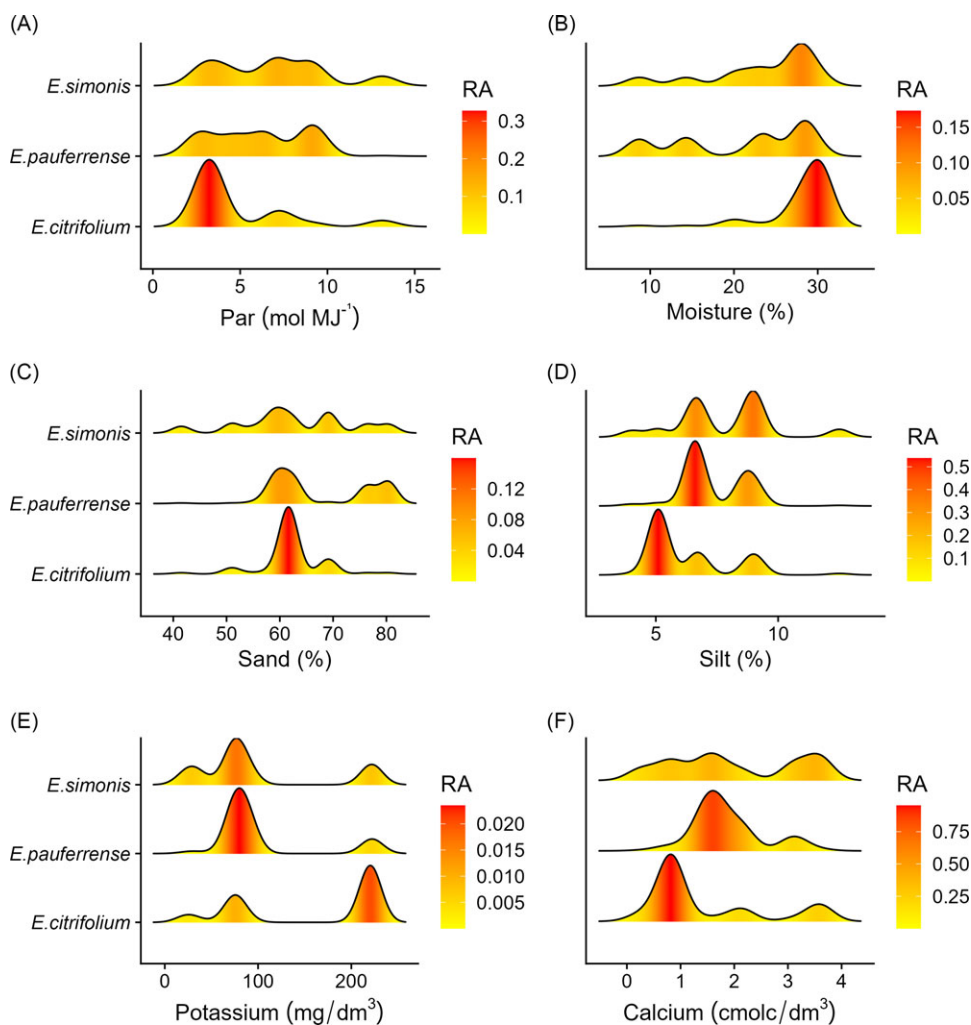 (A)
E.simonis
E.pauferrense
E.citrifolium
0 5 10 15
Par (mol MJ⁻¹)
RA
0.3
0.2
0.1
(B)
10 20 30
Moisture (%)
RA
0.15
0.10
0.05
(C)
E.simonis
E.pauferrense
E.citrifolium
40 50 60 70 80
Sand (%)
RA
0.12
0.08
0.04
(D)
5 10
Silt (%)
RA
0.5
0.4
0.3
0.2
0.1
(E)
E.simonis
E.pauferrense
E.citrifolium
0 100 200
Potassium (mg/dm³)
RA
0.020
0.015
0.010
0.005
(F)
0 1 2 3 4
Calcium (cmolc/dm³)
RA
0.75
0.50
0.25